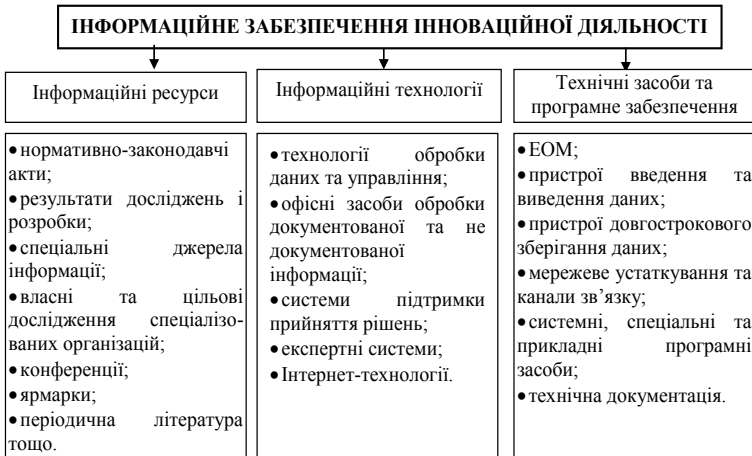 ІНФОРМАЦІЙНЕ ЗАБЕЗПЕЧЕННЯ ІННОВАЦІЙНОЇ ДІЯЛЬНОСТІ
Інформаційні ресурси
•нормативно-законодавчі
акти;
•результати досліджень і
розробки;
•спеціальні джерела
інформації;
•власні та цільові
дослідження спеціалізо-
ваних організацій;
•конференції;
•ярмарки;
•періодична література
тощо.
Інформаційні технології
•технології обробки
даних та управління;
•офісні засоби обробки
документованої та не
документованої
інформації;
•системи підтримки
прийняття рішень;
•експертні системи;
•Інтернет-технології.
Технічні засоби та
програмне забезпечення
•ЕОМ;
•пристрої введення та
виведення даних;
•пристрої довгострокового
зберігання даних;
•мережеве устаткування та
канали зв’язку;
•системні, спеціальні та
прикладні програмні
засоби;
•технічна документація.